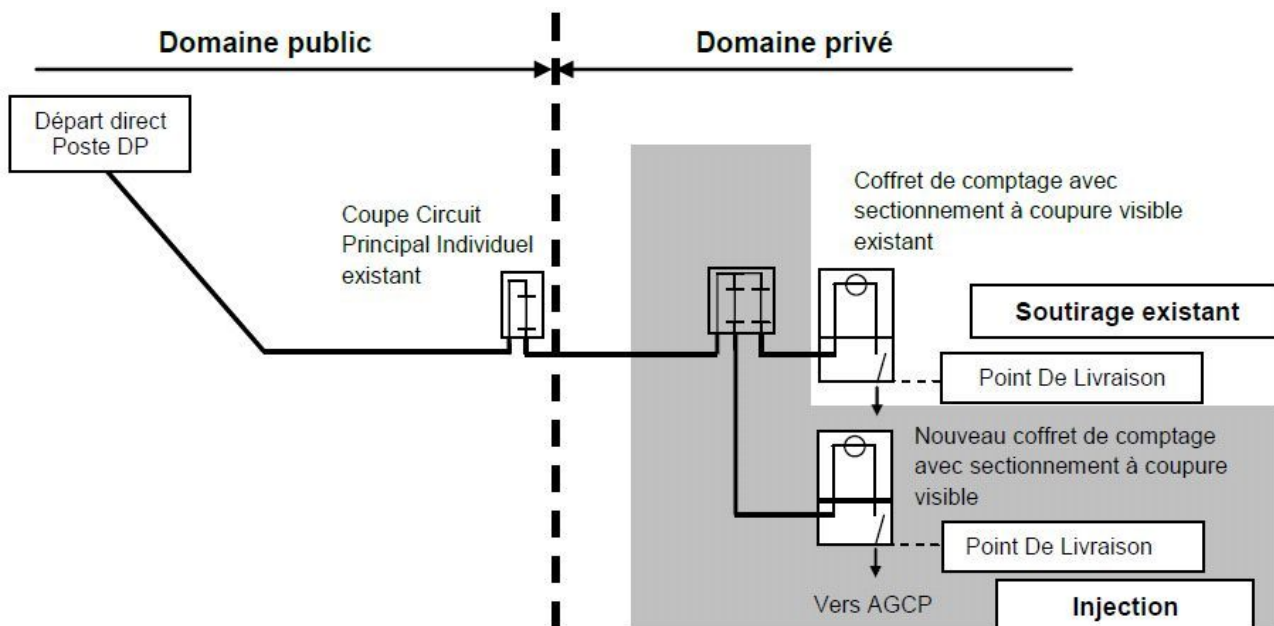 Domaine public
Domaine privé
Départ direct
Poste DP
Coupe Circuit
Principal Individuel
existant
Coffret de comptage avec
sectionnement à coupure visible
existant
Soutirage existant
Point De Livraison
Nouveau coffret de comptage
avec sectionnement à coupure
visible
Point De Livraison
Vers AGCP
Injection